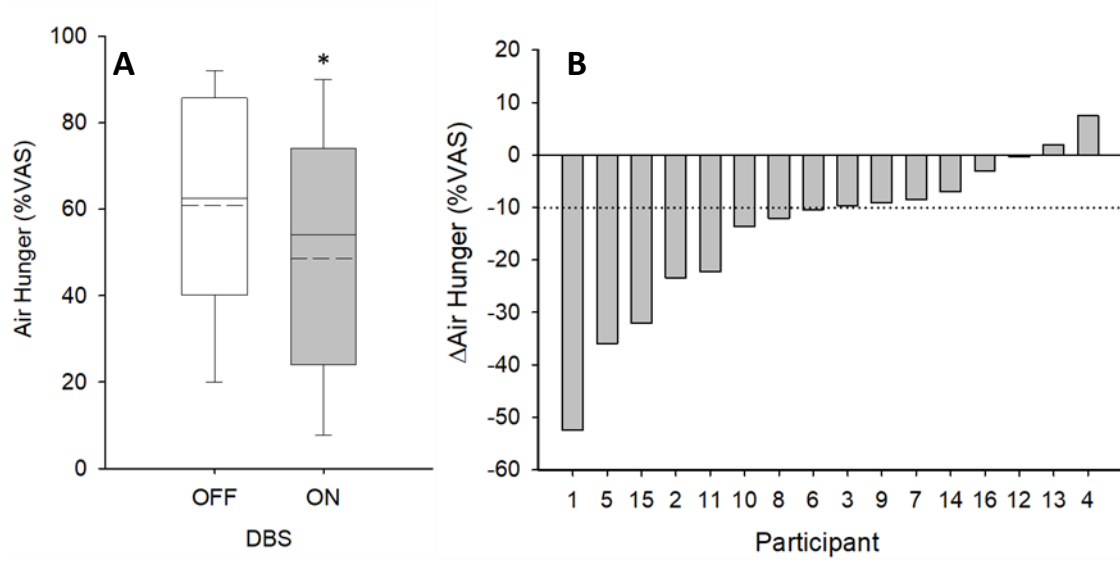 A
Air Hunger (%VAS)
100
80
60
40
20
0
*
OFF ON
DBS
B
ΔAir Hunger (%VAS)
20
10
0
-10
-20
-30
-40
-50
-60
1 5 15 2 11 10 8 6 3 9 7 14 16 12 13 4
Participant